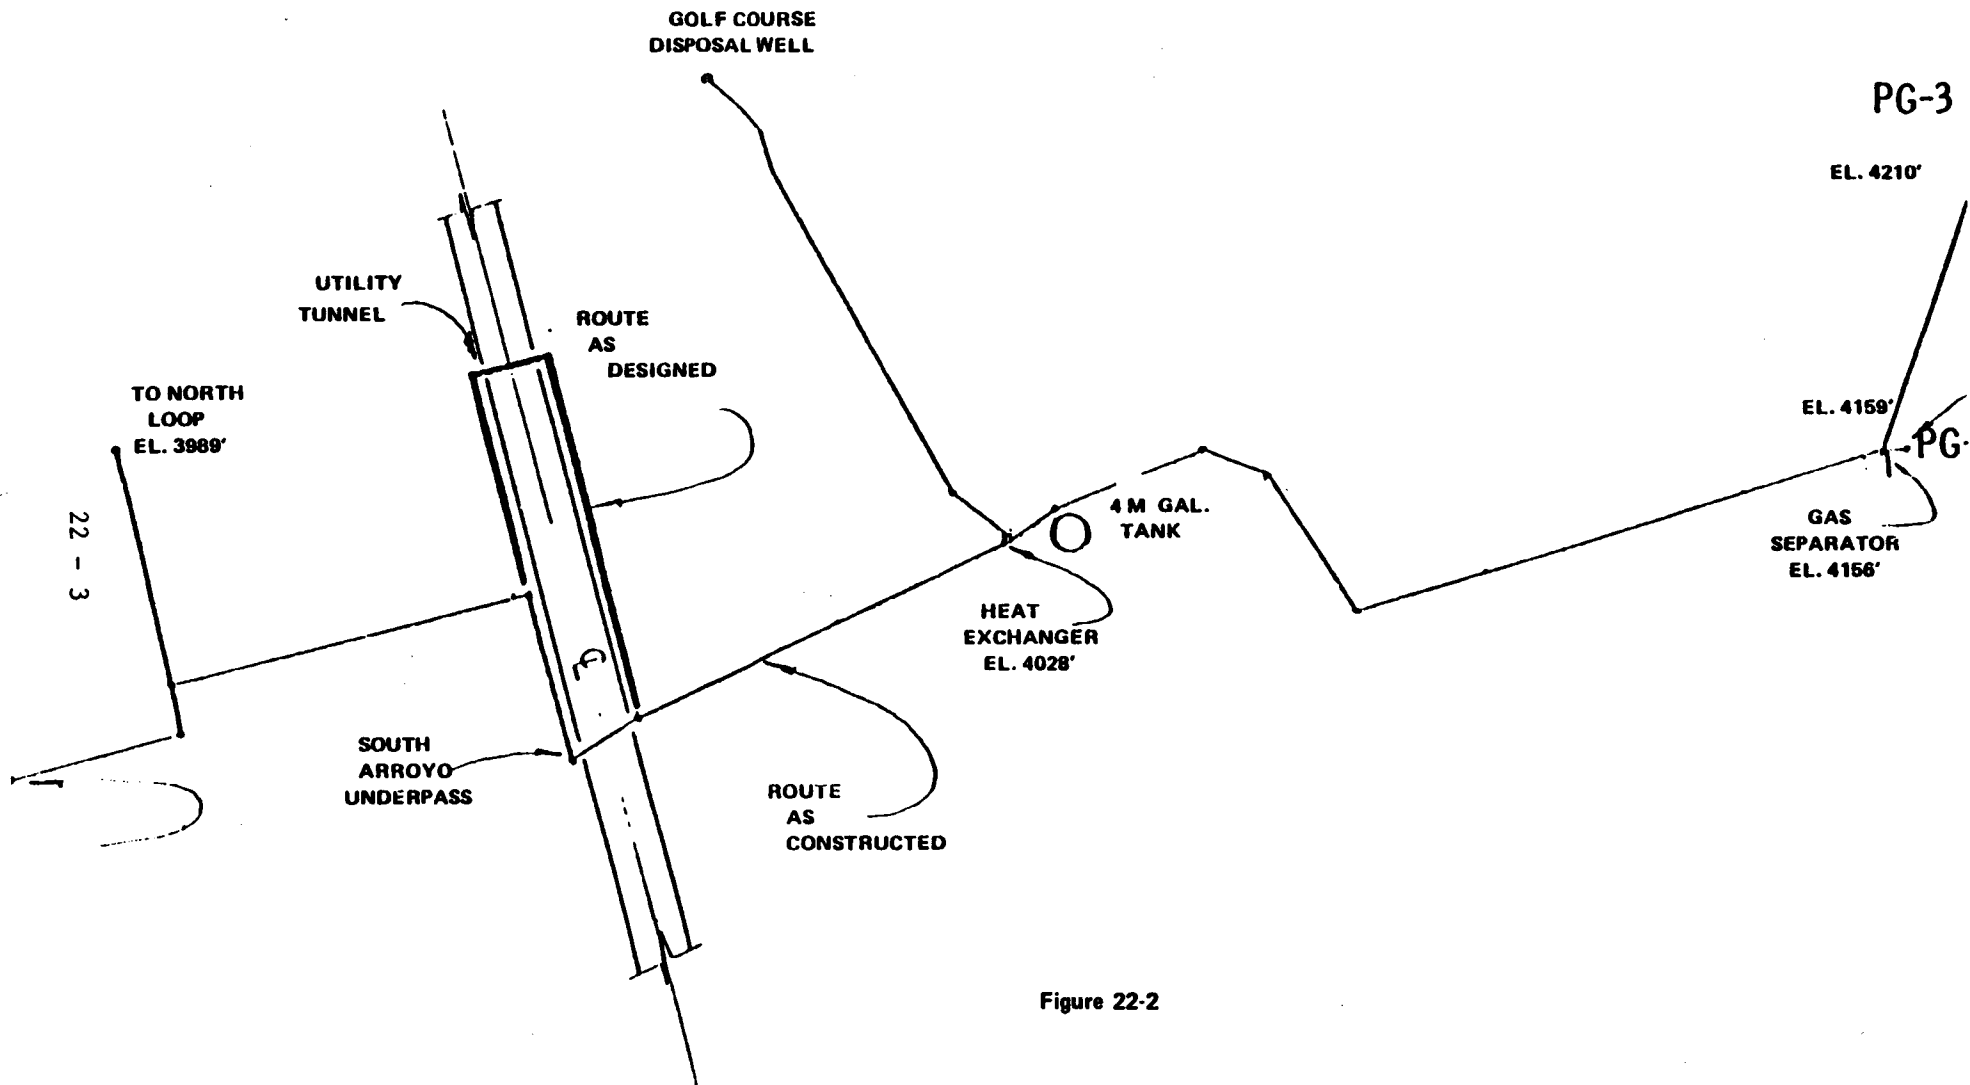 GOLF COURSE
DISPOSAL WELL
PG-3
EL. 4210'
UTILITY
TUNNEL
ROUTE
AS
DESIGNED
TO NORTH
LOOP
EL. 3989'
EL. 4159'
PG-
4 M GAL.
TANK
GAS
SEPARATOR
EL. 4156'
22 - 3
HEAT
EXCHANGER
EL. 4028'
CL
SOUTH
ARROYO
UNDERPASS
ROUTE
AS
CONSTRUCTED
Figure 22-2